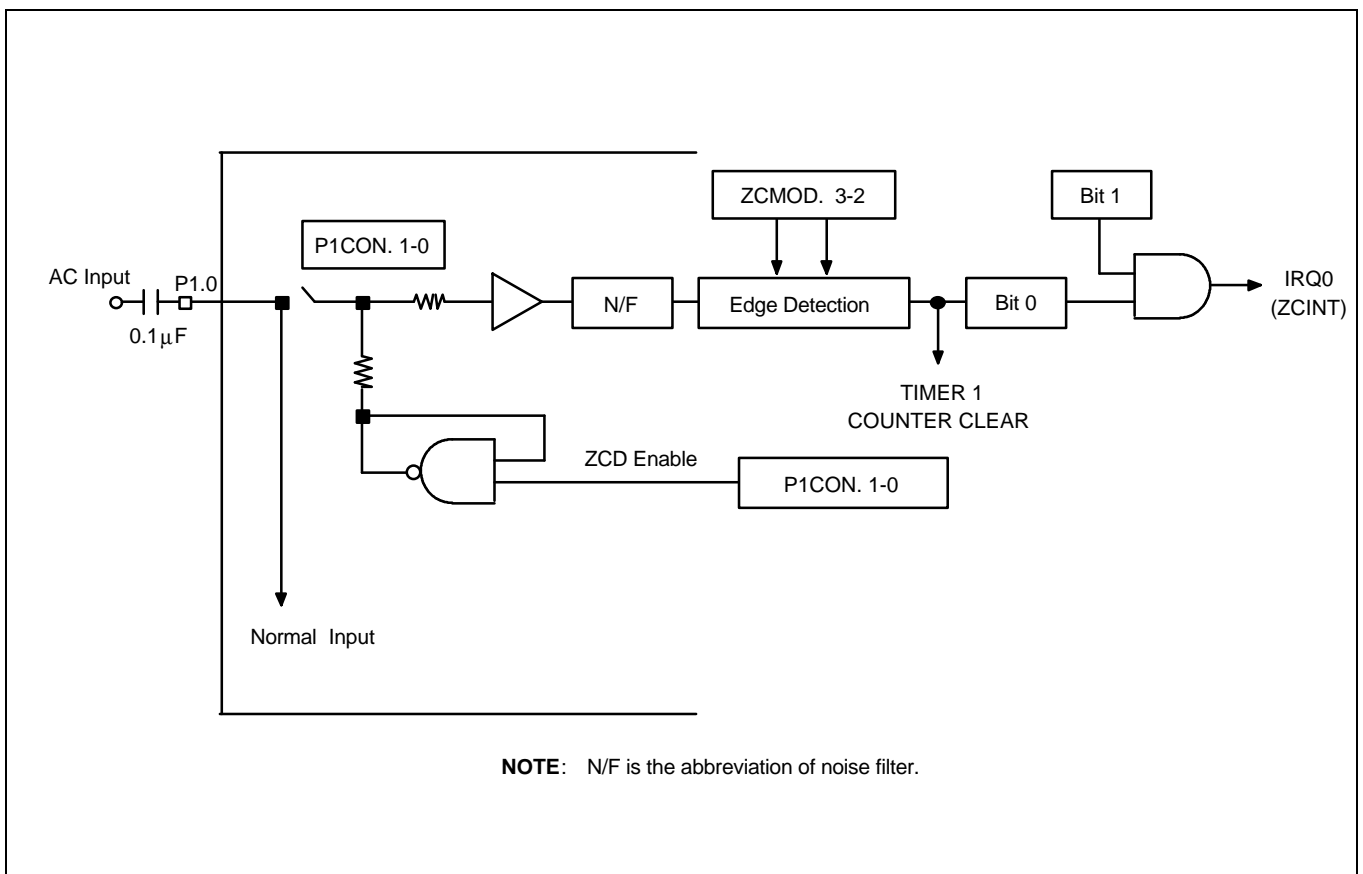 ZCMOD. 3-2
Bit 1
P1CON. 1-0
AC Input
P1.0
0.1µF
N/F
Edge Detection
Bit 0
IRQ0
(ZCINT)
TIMER 1
COUNTER CLEAR
ZCD Enable
P1CON. 1-0
Normal Input
NOTE: N/F is the abbreviation of noise filter.